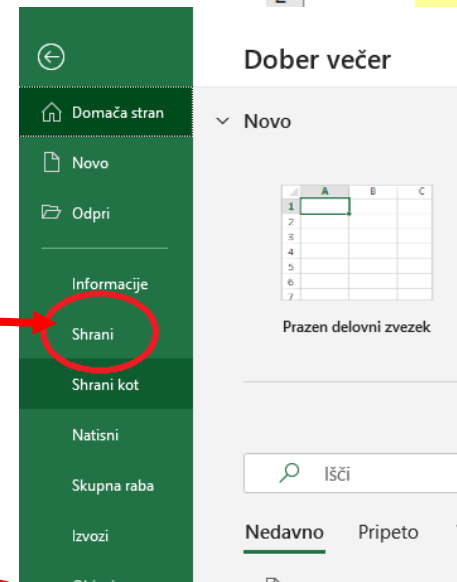 Dober večer
Domača stran
Novo
Novo
Odpri
A B C
1
2
3
4
5
6
7
Informacije
Shrani
Prazen delovni zvezek
Shrani kot
Natisni
Išči
Skupna raba
Izvozi
Nedavno Pripeto